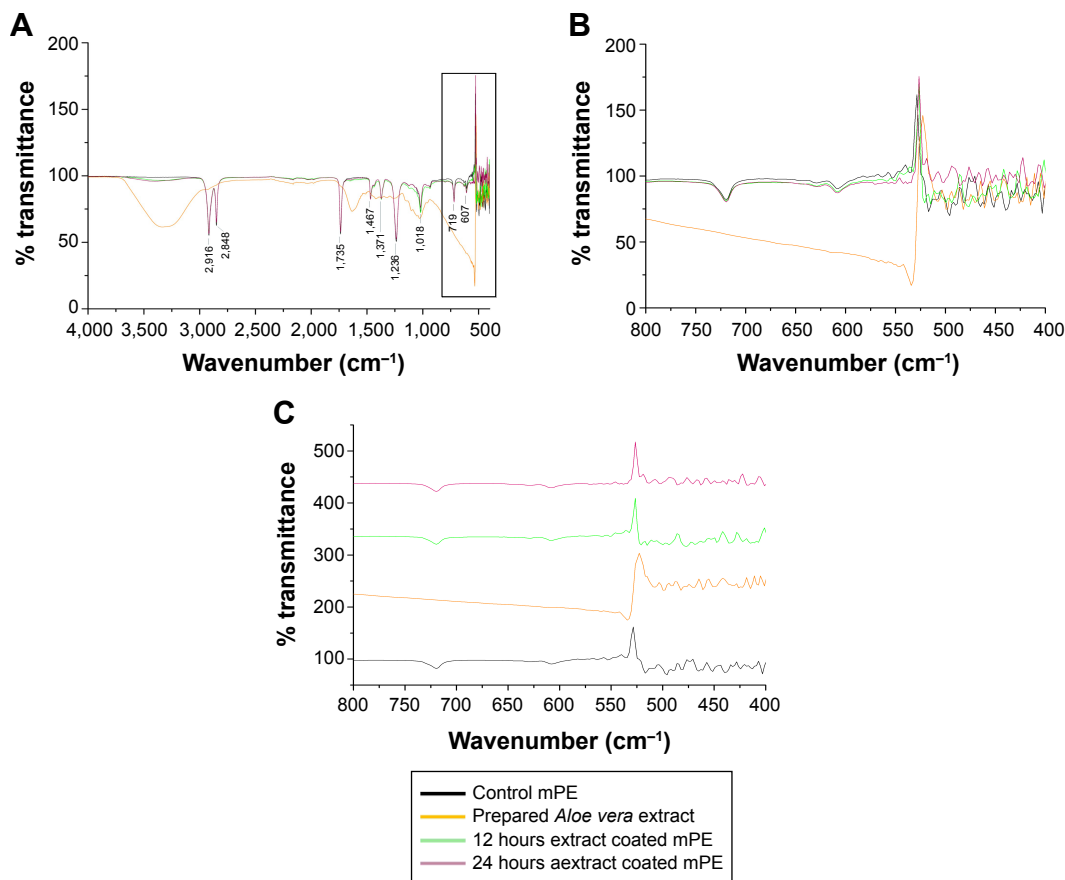 A
200
150
100
50
0
% transmittance
2,916
2,848
1,735
1,467
1,371
1,236
1,018
719
607
4,000 3,500 3,000 2,500 2,000 1,500 1,000 500
Wavenumber (cm⁻¹)
B
200
150
100
50
0
% transmittance
800 750 700 650 600 550 500 450 400
Wavenumber (cm⁻¹)
C
500
400
300
200
100
% transmittance
800 750 700 650 600 550 500 450 400
Wavenumber (cm⁻¹)
Control mPE
Prepared Aloe vera extract
12 hours extract coated mPE
24 hours aextract coated mPE